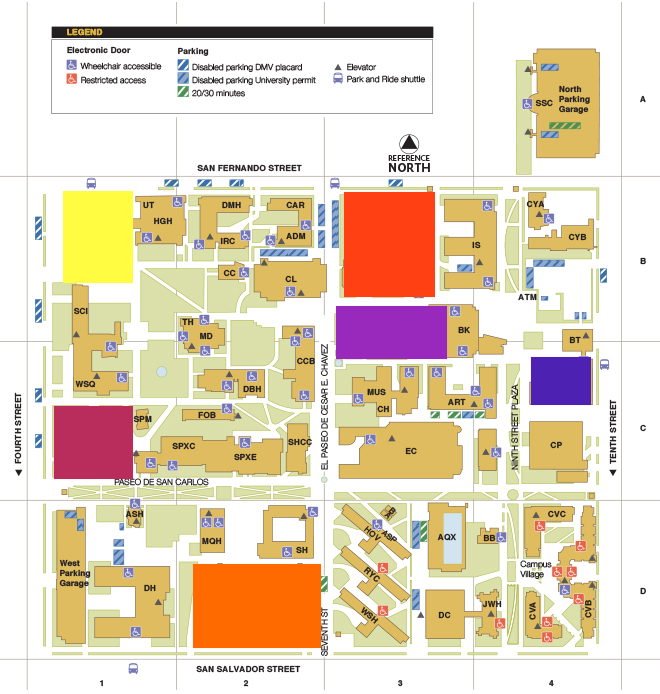 LEGEND
Electronic Door
Wheelchair accessible
Restricted access
Parking
Disabled parking DMV placard
Disabled parking University permit
20/30 minutes
Elevator
Park and Ride shuttle
SSC
North
Parking
Garage
A
REFERENCE
NORTH
SAN FERNANDO STREET
UT
HGH
DMH
IRC
CAR
ADM
IS
CYA
CYB
B
CC
CL
ATM
SCI
TH
MD
BK
BT
CCB
WSQ
DBH
MUS
CH
ART
FOURTH STREET
EL PASEO DE CESAR E. CHAVEZ
NINTH STREET PLAZA
TENTH STREET
SPM
FOB
SPXC
SPXE
SHCC
EC
CP
C
PASEO DE SAN CARLOS
ASH
MQH
SH
BH
HOV
ASP
AQX
BB
CVC
West
Parking
Garage
DH
RYC
WSH
DC
JWH
Campus
Village
CVA
CVB
D
SEVENTH ST
SAN SALVADOR STREET
1
2
3
4